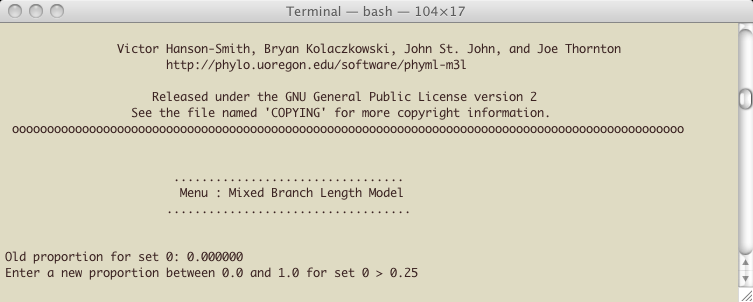 Terminal — bash — 104×17
Victor Hanson-Smith, Bryan Kolaczkowski, John St. John, and Joe Thornton
http://phylo.uoregon.edu/software/phyml-m3l
Released under the GNU General Public License version 2
See the file named 'COPYING' for more copyright information.
oooooooooooooooooooooooooooooooooooooooooooooooooooooooooooooooooooooooooooooooooooooooooooooooo
.................................
Menu : Mixed Branch Length Model
...................................
Old proportion for set 0: 0.000000
Enter a new proportion between 0.0 and 1.0 for set 0 > 0.25